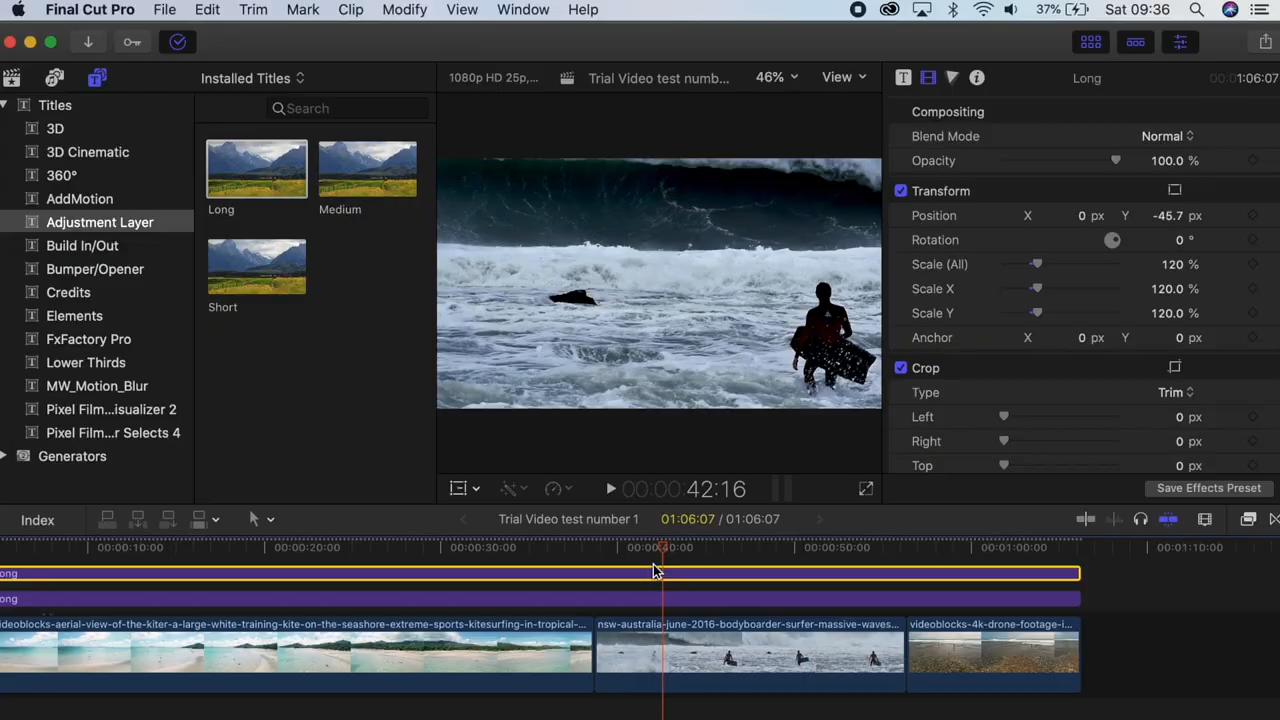 Final Cut Pro File Edit Trim Mark Clip Modify View Window Help 37% Sat 09:36
Installed Titles 1080p HD 25p,... Trial Video test numb... 46% View Long 1:06:07
Titles
3D
3D Cinematic
360°
AddMotion
Adjustment Layer
Build In/Out
Bumper/Opener
Credits
Elements
FxFactory Pro
Lower Thirds
MW_Motion_Blur
Pixel Film...isualizer 2
Pixel Film...r Selects 4
Generators
Search
Long
Medium
Short
Compositing
Blend Mode Normal
Opacity 100.0 %
Transform
Position X 0 px Y -45.7 px
Rotation 0 °
Scale (All) 120 %
Scale X 120.0 %
Scale Y 120.0 %
Anchor X 0 px Y 0 px
Crop
Type Trim
Left 0 px
Right 0 px
Top 0 px
Save Effects Preset
00:00:42:16
Index Trial Video test number 1 01:06:07 / 01:06:07
00:00:10:00 00:00:20:00 00:00:30:00 00:00:40:00 00:00:50:00 00:01:00:00 00:01:10:00
ong
ong
ideoblocks-aerial-view-of-the-kiter-a-large-white-training-kite-on-the-seashore-extreme-sports-kitesurfing-in-tropical-... nsw-australia-june-2016-bodyboarder-surfer-massive-waves... videoblocks-4k-drone-footage-i...